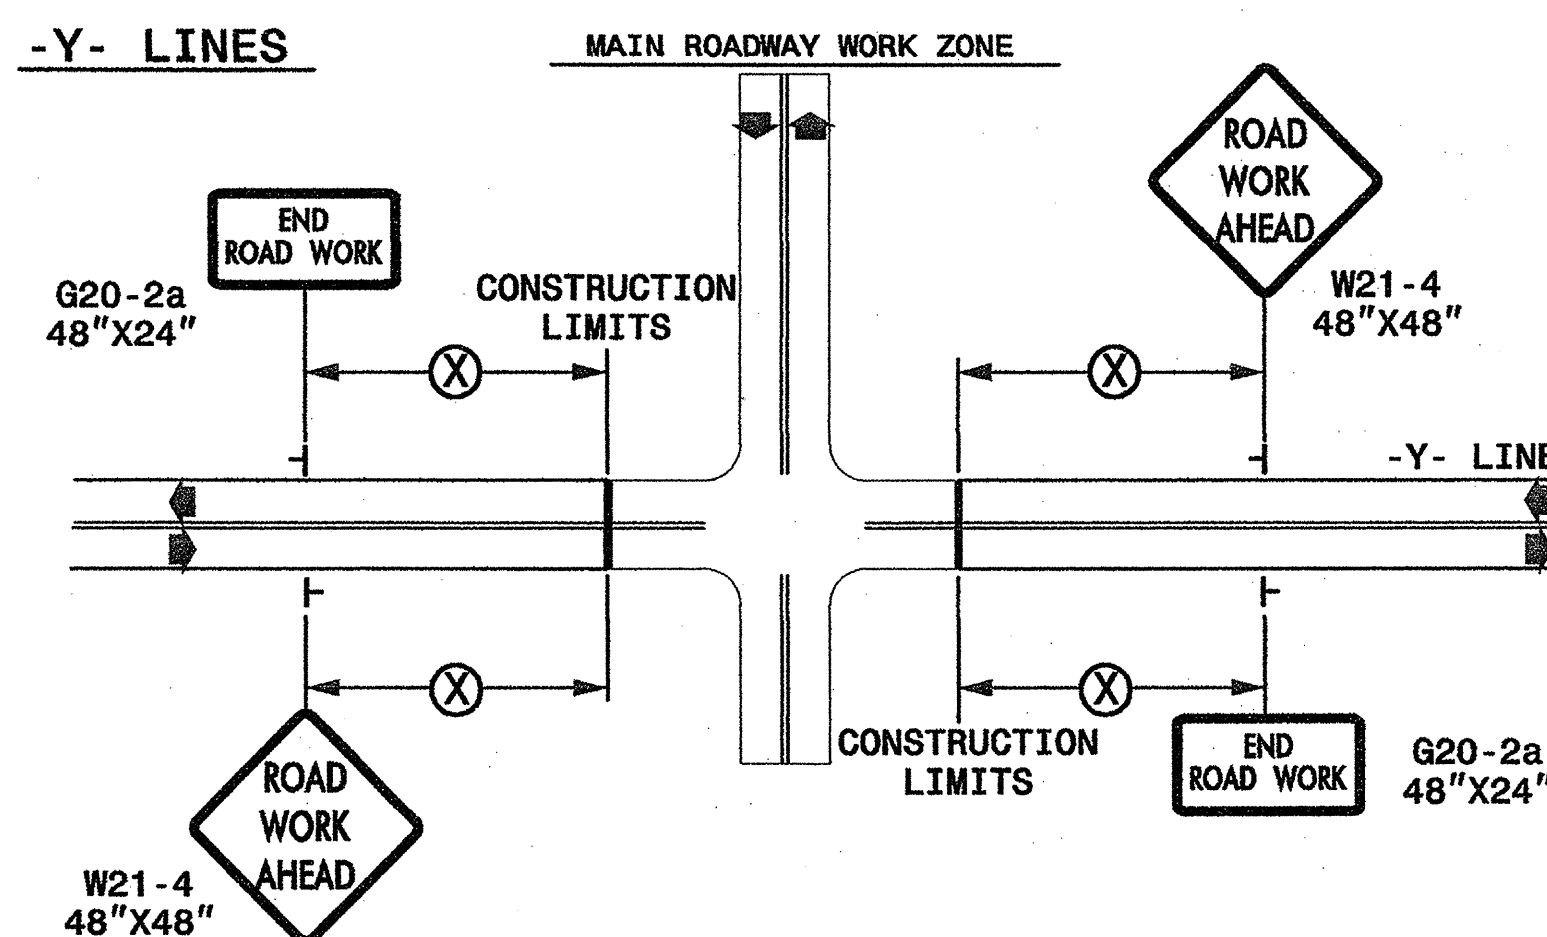 -Y- LINES
MAIN ROADWAY WORK ZONE
ROAD
WORK
AHEAD
END
ROAD WORK
G20-2a
48"X24"
CONSTRUCTION
LIMITS
W21-4
48"X48"
X
X
-Y- LINE
X
X
CONSTRUCTION
LIMITS
END
ROAD WORK
G20-2a
48"X24"
ROAD
WORK
AHEAD
W21-4
48"X48"